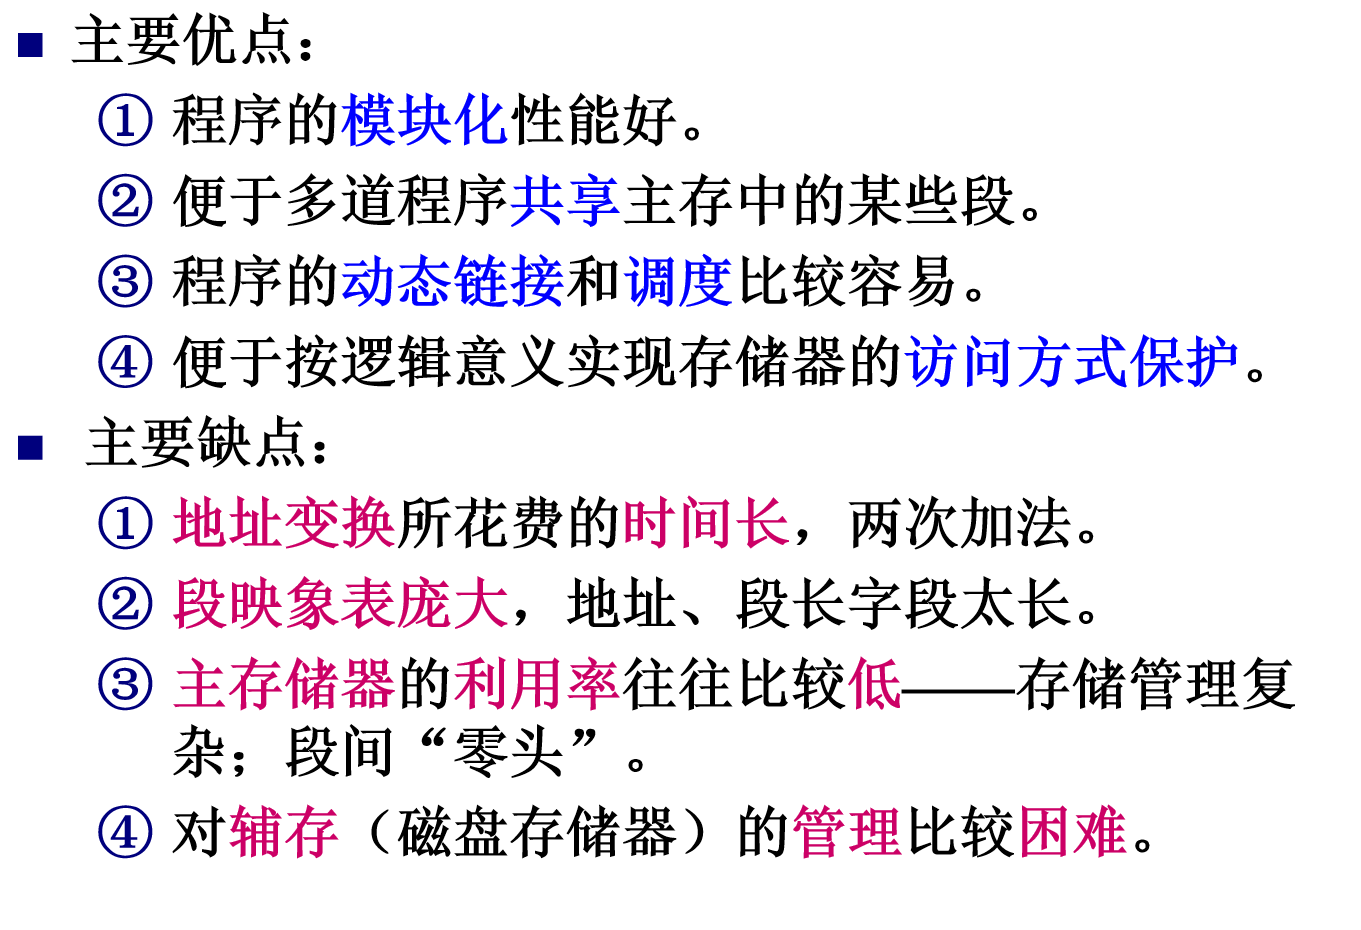 ■ 主要优点：
① 程序的模块化性能好。
② 便于多道程序共享主存中的某些段。
③ 程序的动态链接和调度比较容易。
④ 便于按逻辑意义实现存储器的访问方式保护。
■ 主要缺点：
① 地址变换所花费的时间长，两次加法。
② 段映象表庞大，地址、段长字段太长。
③ 主存储器的利用率往往比较低——存储管理复
杂；段间“零头”。
④ 对辅存（磁盘存储器）的管理比较困难。